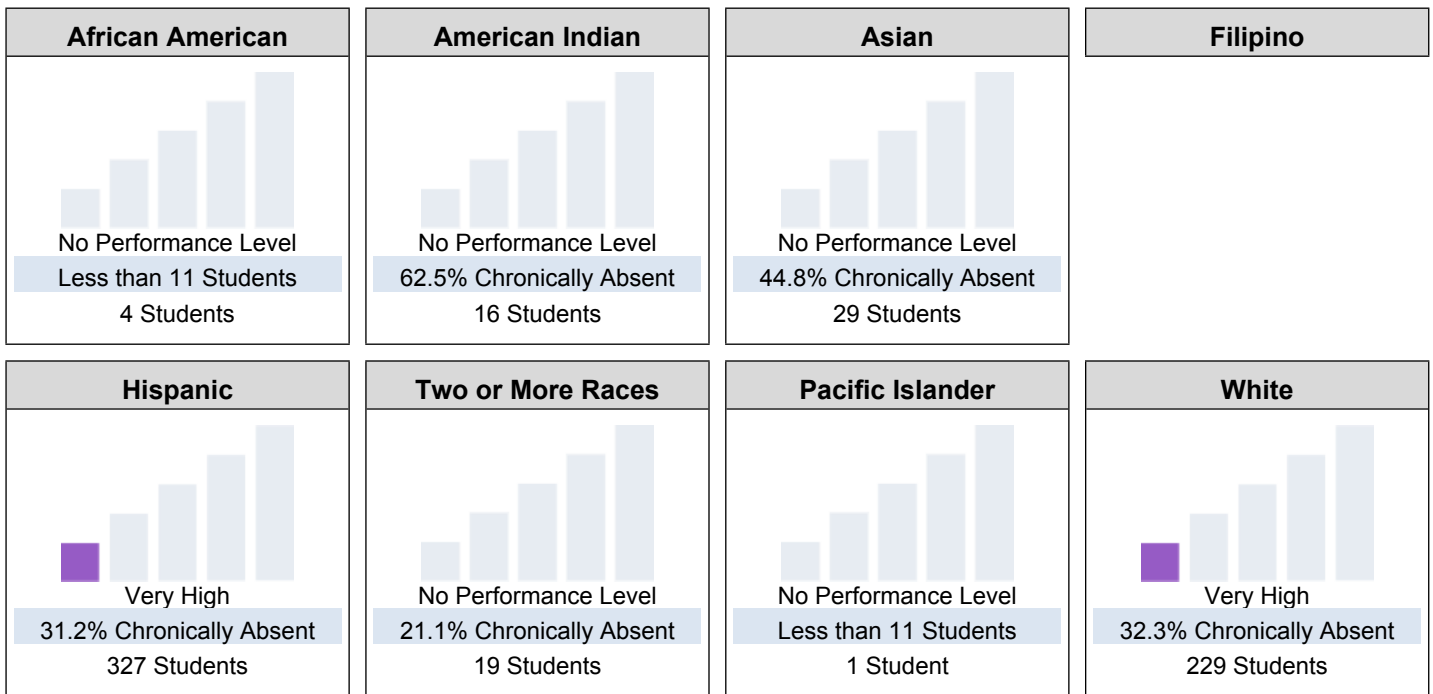 African American
No Performance Level
Less than 11 Students
4 Students
American Indian
No Performance Level
62.5% Chronically Absent
16 Students
Asian
No Performance Level
44.8% Chronically Absent
29 Students
Filipino
Hispanic
Very High
31.2% Chronically Absent
327 Students
Two or More Races
No Performance Level
21.1% Chronically Absent
19 Students
Pacific Islander
No Performance Level
Less than 11 Students
1 Student
White
Very High
32.3% Chronically Absent
229 Students